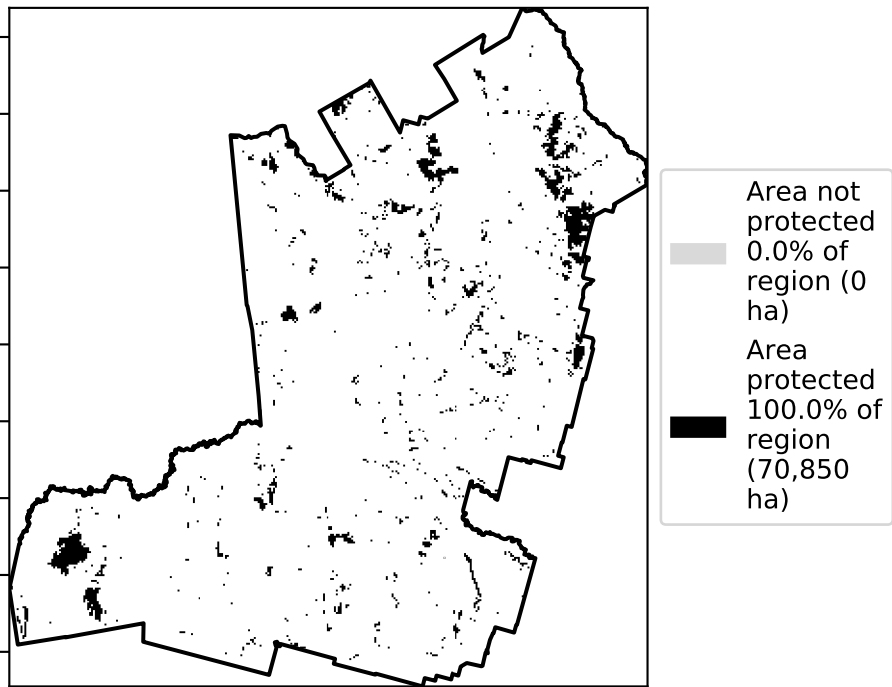 Area not
protected
0.0% of
region (0
ha)
Area
protected
100.0% of
region
(70,850
ha)